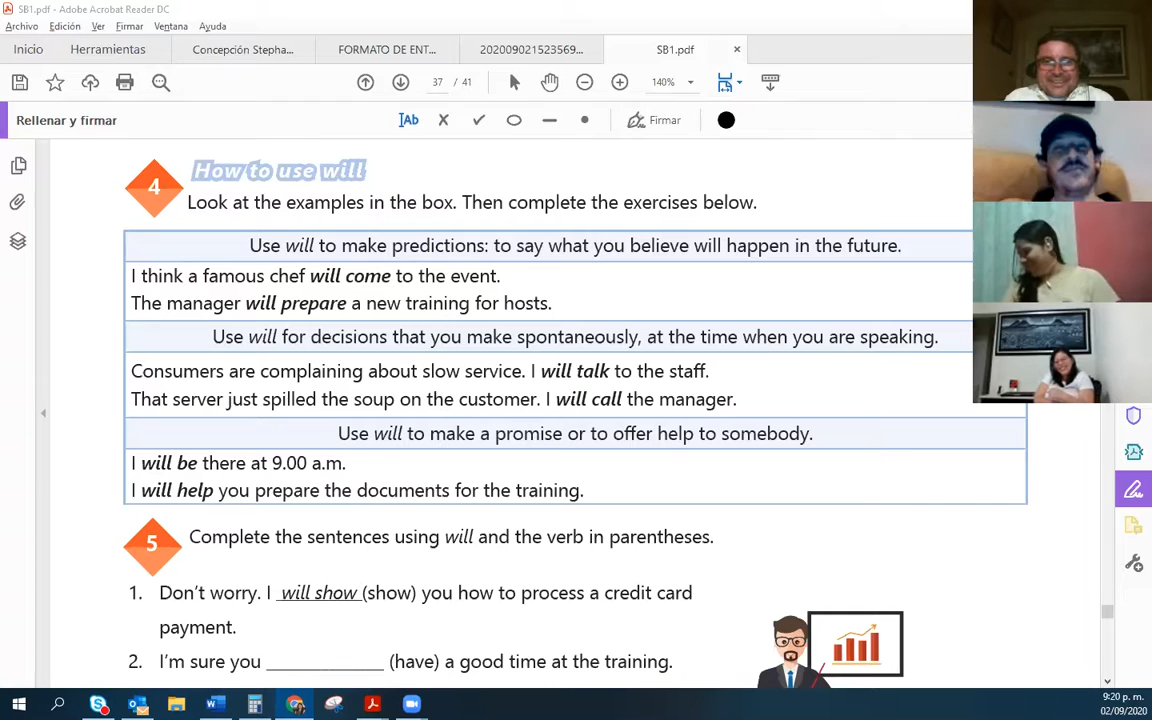 SB1.pdf - Adobe Acrobat Reader DC
Archivo Edición Ver Firmar Ventana Ayuda
Inicio Herramientas Concepción Stepha... FORMATO DE ENT... 202009021523569... SB1.pdf ×
37 / 41 140%
Rellenar y firmar Ab Firmar
4 How to use will
Look at the examples in the box. Then complete the exercises below.
Use will to make predictions: to say what you believe will happen in the future.
I think a famous chef will come to the event.
The manager will prepare a new training for hosts.
Use will for decisions that you make spontaneously, at the time when you are speaking.
Consumers are complaining about slow service. I will talk to the staff.
That server just spilled the soup on the customer. I will call the manager.
Use will to make a promise or to offer help to somebody.
I will be there at 9.00 a.m.
I will help you prepare the documents for the training.
5 Complete the sentences using will and the verb in parentheses.
1. Don't worry. I will show (show) you how to process a credit card
payment.
2. I'm sure you ____________ (have) a good time at the training.
9:20 p. m.
02/09/2020